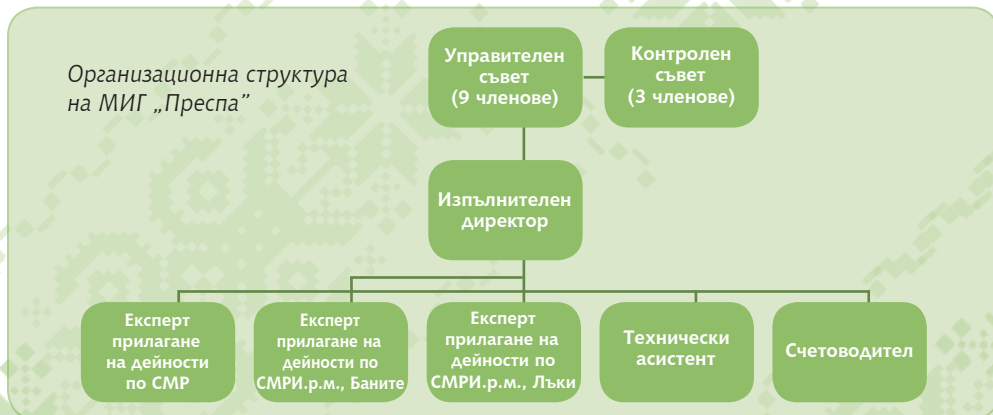 Организационна структура
на МИГ „Преспа”
Управителен
съвет
(9 членове)
Контролен
съвет
(3 членове)
Изпълнителен
директор
Експерт
прилагане
на дейности
по СМР
Експерт
прилагане на
дейности по
СМРИ.р.м., Баните
Експерт
прилагане на
дейности по
СМРИ.р.м., Лъки
Технически
асистент
Счетоводител